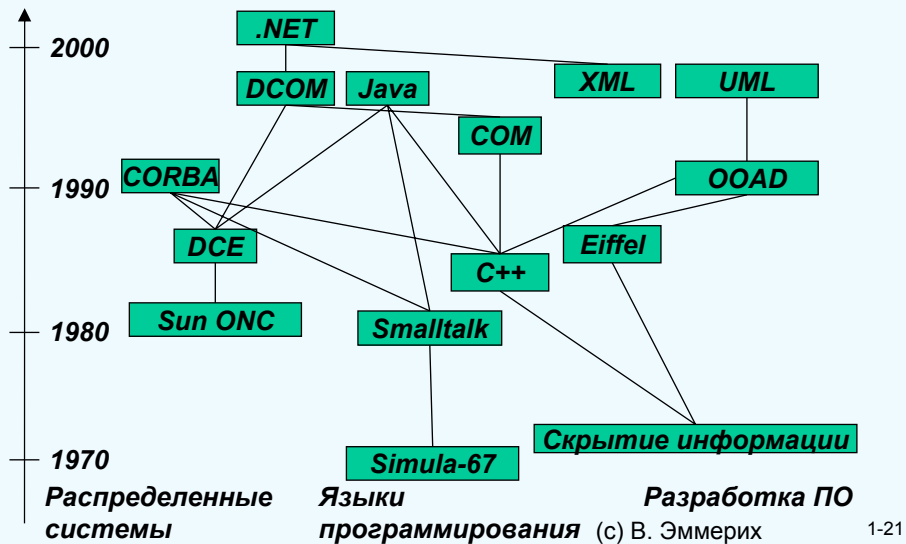 .NET
2000
DCOM
Java
XML
UML
COM
CORBA
1990
OOAD
DCE
Eiffel
C++
Sun ONC
1980
Smalltalk
Скрытие информации
1970
Simula-67
Распределенные
системы
Языки
программирования
Разработка ПО
(с) В. Эммерих
1-21